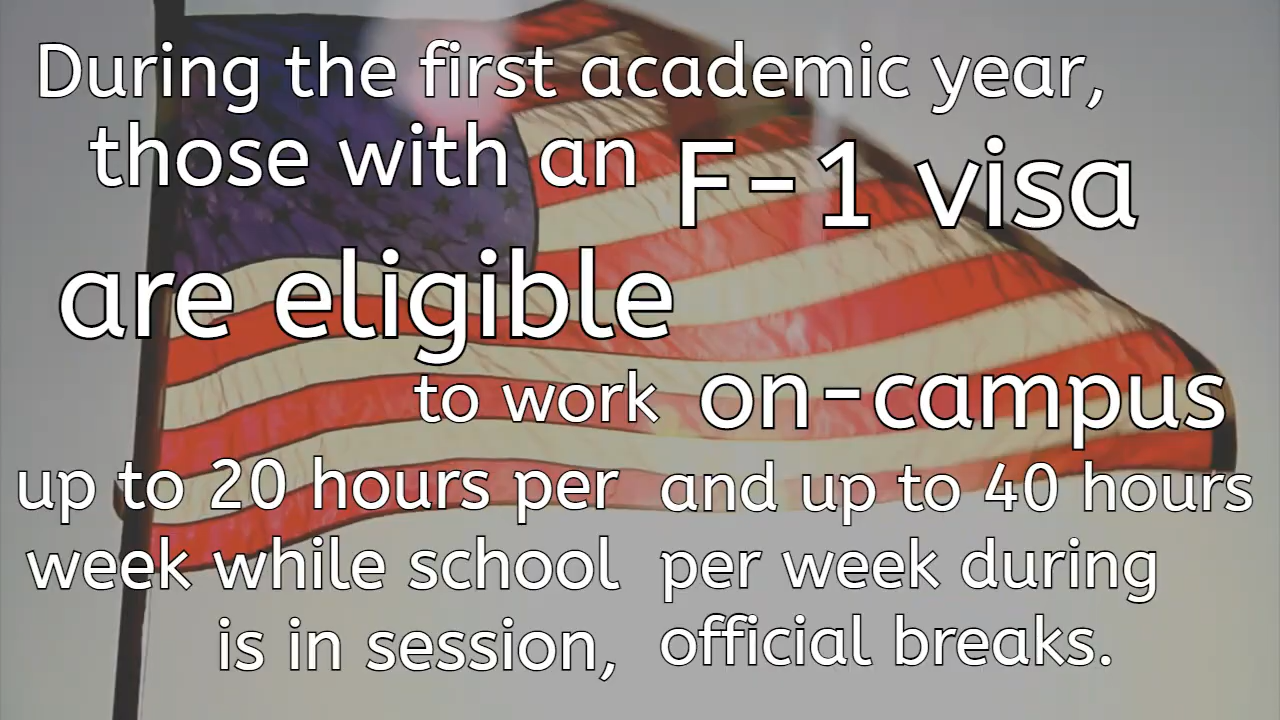 During the first academic year,
those with an F-1 visa
are eligible
to work on-campus
up to 20 hours per
week while school
is in session,
and up to 40 hours
per week during
official breaks.